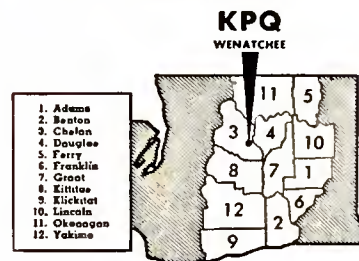 KPQ
WENATCHEE
1. Adams
2. Benton
3. Chelan
4. Douglas
5. Ferry
6. Franklin
7. Grant
8. Kittitas
9. Klickitat
10. Lincoln
11. Okanogan
12. Yakima
11
5
3
4
10
8
7
1
12
6
2
9